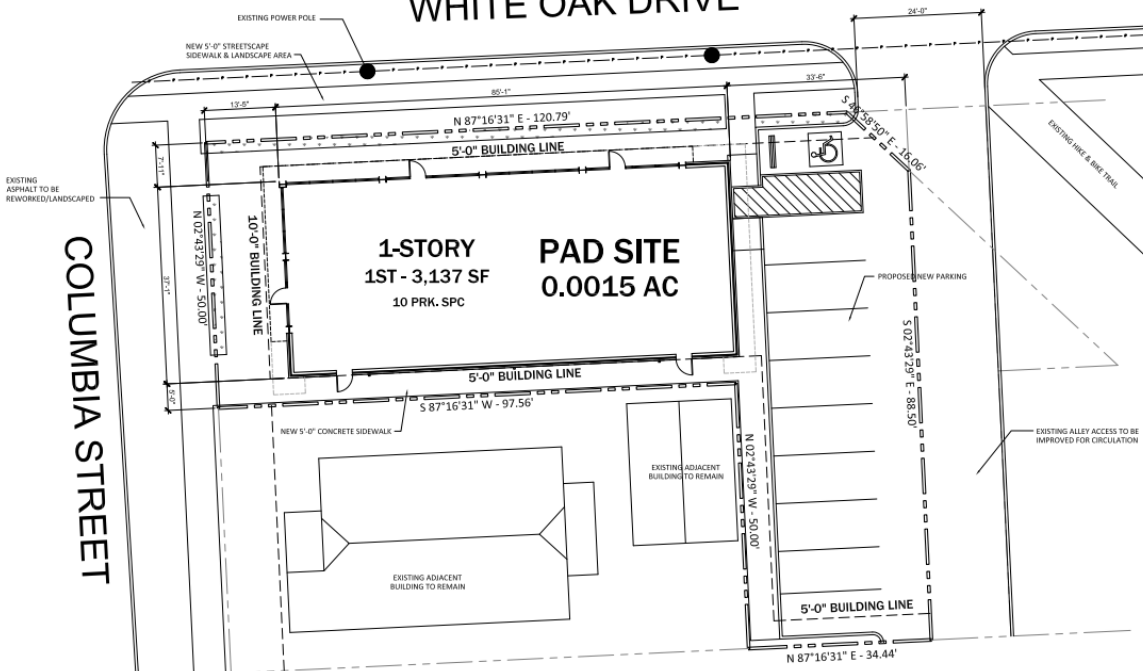 WHITE OAK DRIVE
EXISTING POWER POLE
24'-0"
NEW 5'-0" STREETSCAPE
SIDEWALK & LANDSCAPE AREA
33'-6"
85'-1"
13'-5"
N 87°16'31" E - 120.79'
S 46°58'50" E - 16.06'
5'-0" BUILDING LINE
EXISTING HIKE & BIKE TRAIL
7'-11"
EXISTING
ASPHALT TO BE
REWORKED/LANDSCAPED
N 02°43'29" W - 50.00'
10'-0" BUILDING LINE
1-STORY
1ST - 3,137 SF
10 PRK. SPC
PAD SITE
0.0015 AC
PROPOSED NEW PARKING
37'-1"
COLUMBIA STREET
S 02°43'29" E - 88.50'
5'-0" BUILDING LINE
5'-0"
S 87°16'31" W - 97.56'
NEW 5'-0" CONCRETE SIDEWALK
EXISTING ALLEY ACCESS TO BE
IMPROVED FOR CIRCULATION
EXISTING ADJACENT
BUILDING TO REMAIN
N 02°43'29" W - 50.00'
EXISTING ADJACENT
BUILDING TO REMAIN
5'-0" BUILDING LINE
N 87°16'31" E - 34.44'